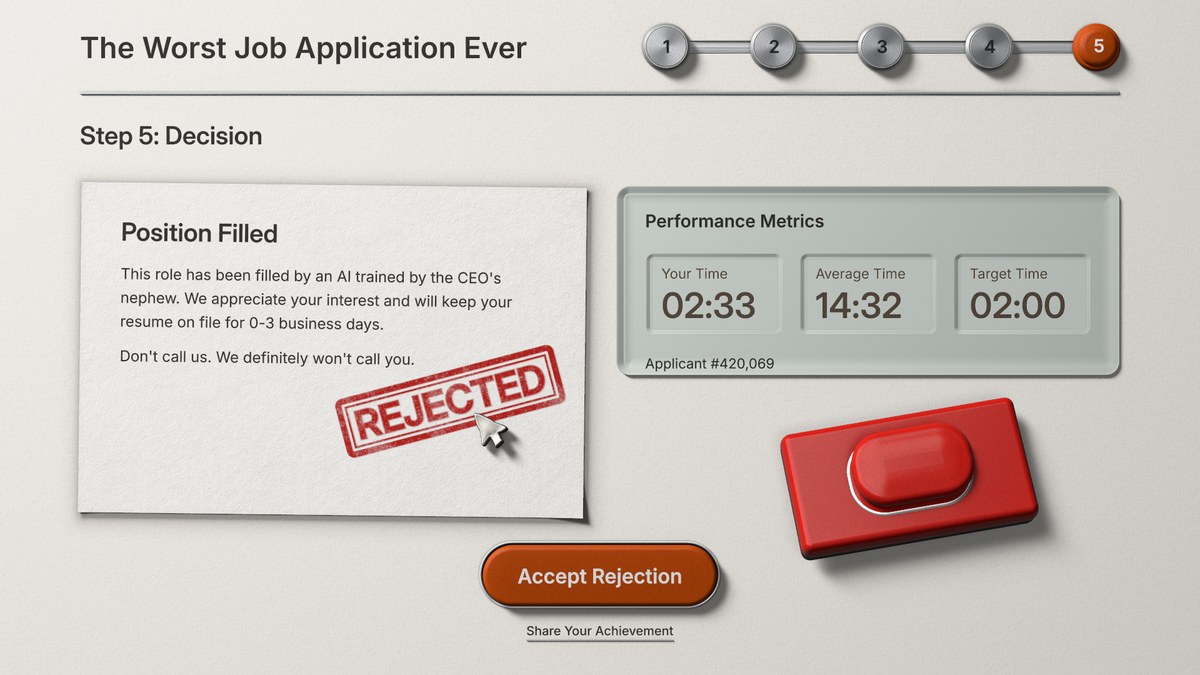 The Worst Job Application Ever
1 2 3 4 5
Step 5: Decision
Position Filled
This role has been filled by an AI trained by the CEO's
nephew. We appreciate your interest and will keep your
resume on file for 0-3 business days.
Don't call us. We definitely won't call you.
REJECTED
Performance Metrics
Your Time
02:33
Average Time
14:32
Target Time
02:00
Applicant #420,069
Accept Rejection
Share Your Achievement